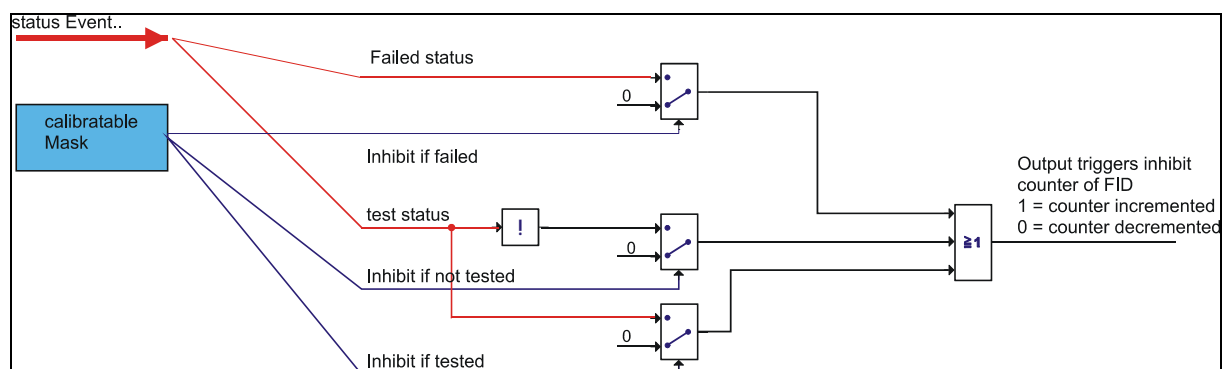 status Event..
Failed status
0
calibratable
Mask
Inhibit if failed
Output triggers inhibit
counter of FID
1 = counter incremented
0 = counter decremented
test status
!
0
≧1
Inhibit if not tested
0
Inhibit if tested